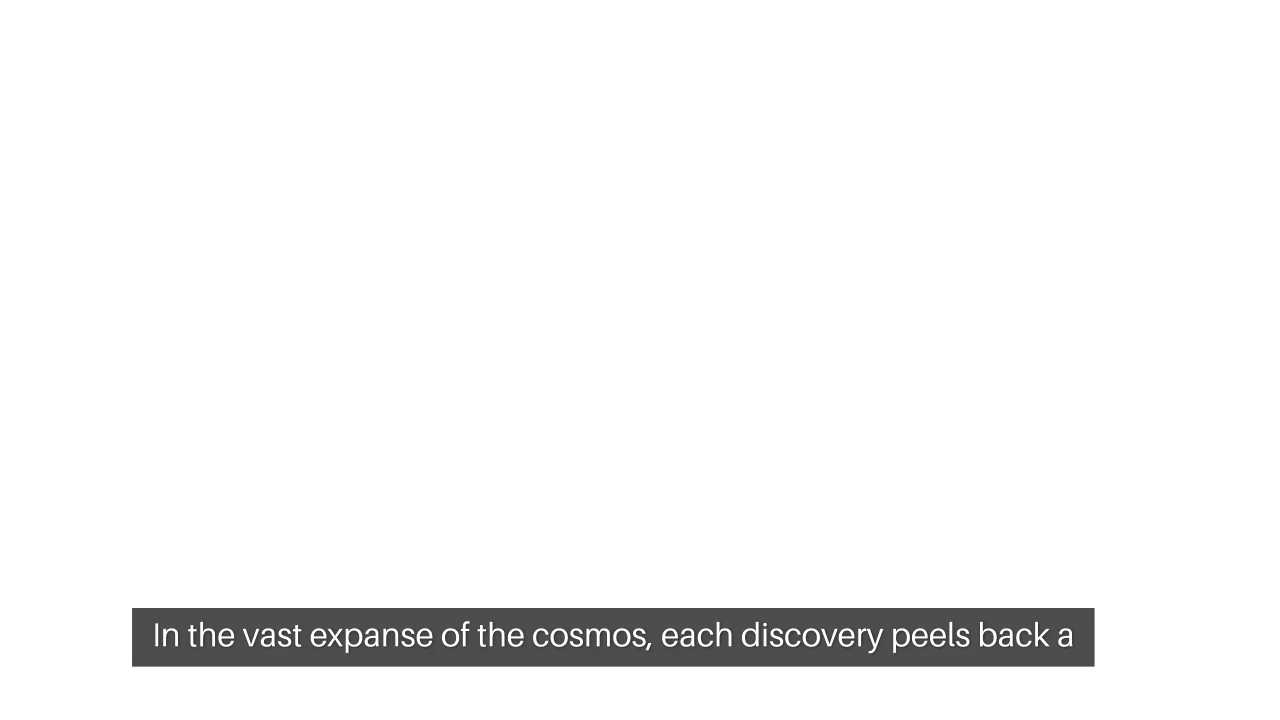 In the vast expanse of the cosmos, each discovery peels back a